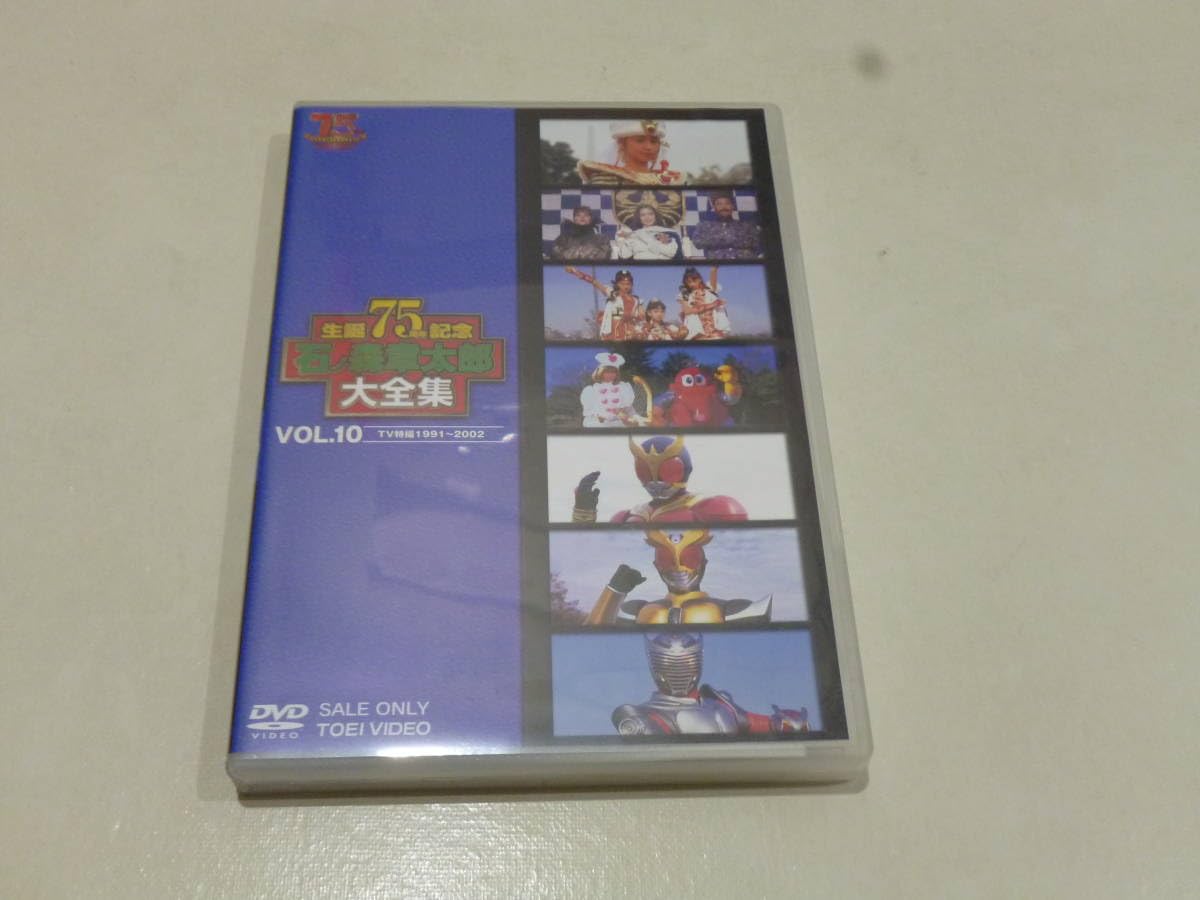 75
生誕75周年記念
石ノ森章太郎
大全集
VOL.10 TV特撮1991〜2002
DVD
VIDEO
SALE ONLY
TOEI VIDEO